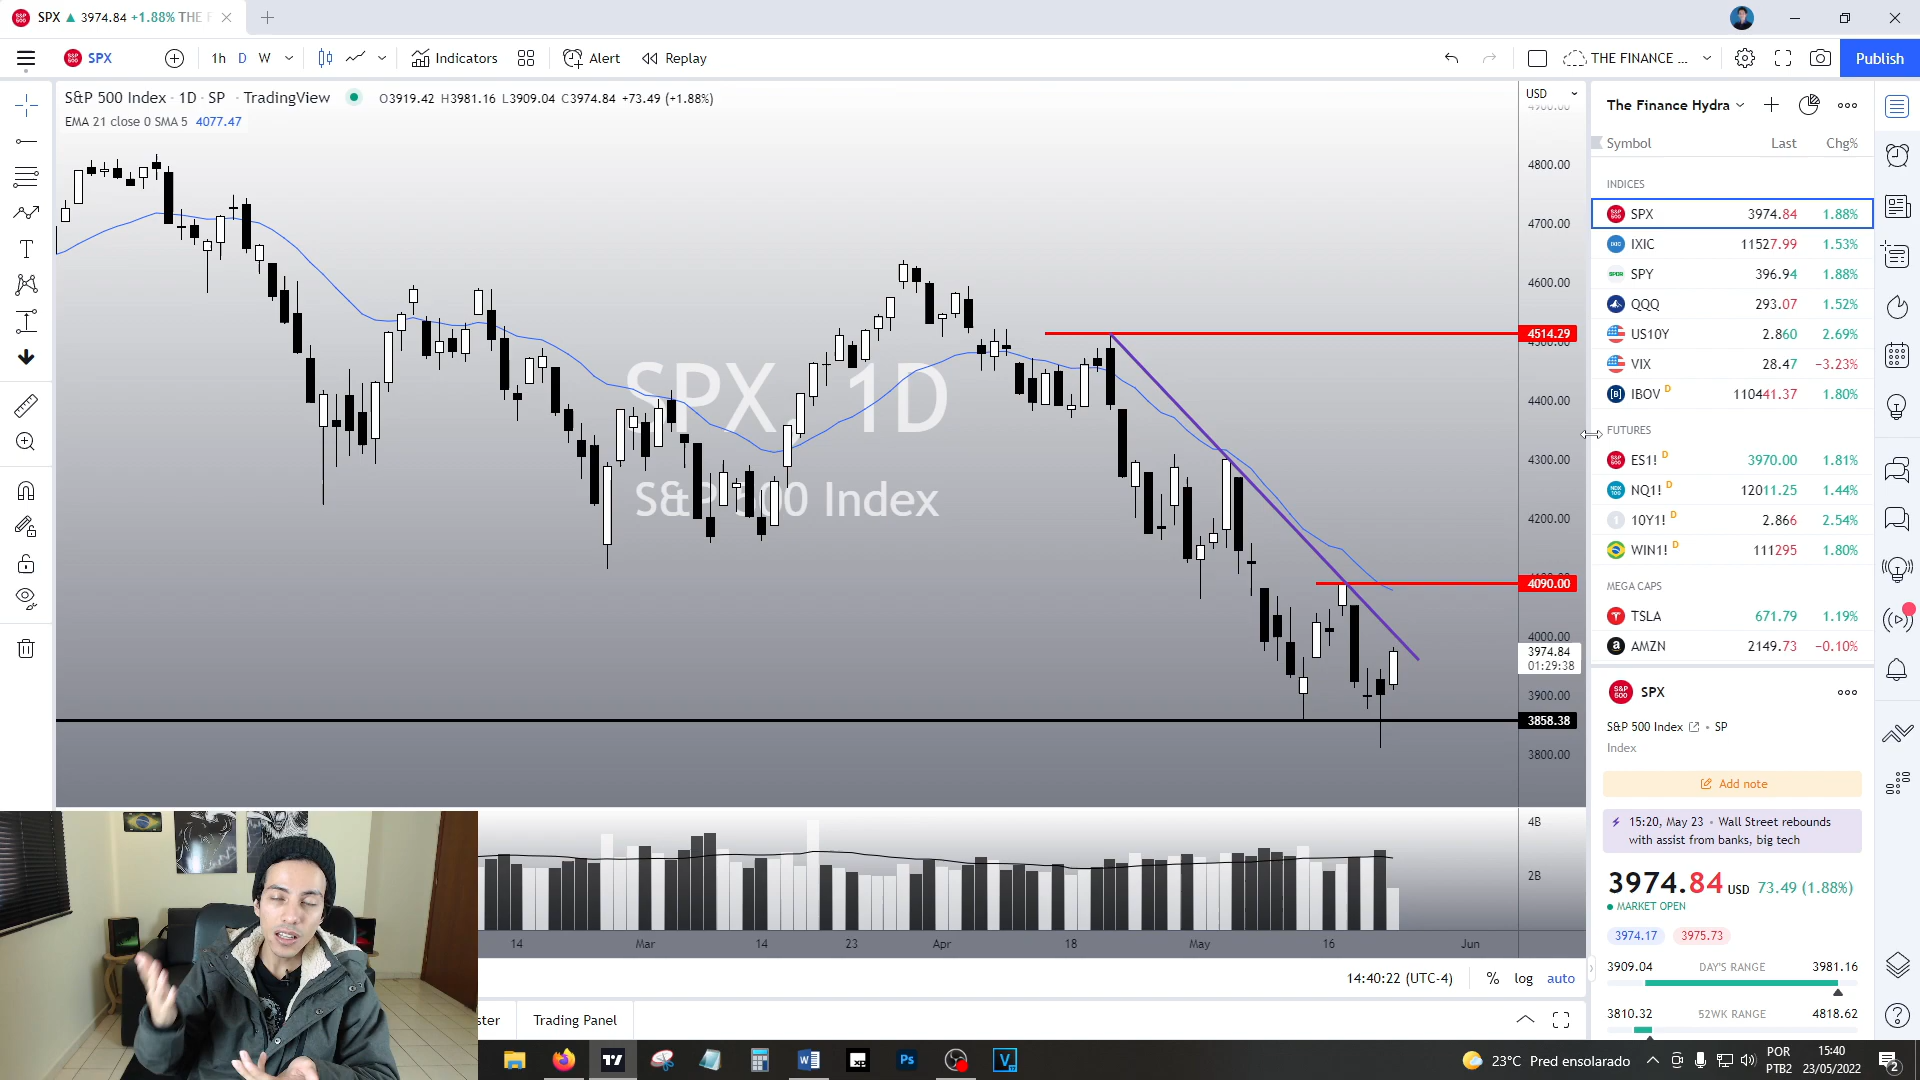 SPX ▲ 3974.84 +1.88% THE F
SPX
1h D W
Indicators
Alert
Replay
THE FINANCE ...
Publish
S&P 500 Index · 1D · SP · TradingView
O3919.42 H3981.16 L3909.04 C3974.84 +73.49 (+1.88%)
EMA 21 close 0 SMA 5 4077.47
SPX, 1D
S&P 500 Index
USD
4900.00
4800.00
4700.00
4600.00
4514.29
4500.00
4400.00
4300.00
4200.00
4090.00
4000.00
3974.84
01:29:38
3900.00
3858.38
3800.00
4B
2B
14 Mar 14 23 Apr 18 May 16 Jun
14:40:22 (UTC-4) % log auto
ster
Trading Panel
The Finance Hydra
Symbol Last Chg%
INDICES
SPX 3974.84 1.88%
IXIC 11527.99 1.53%
SPY 396.94 1.88%
QQQ 293.07 1.52%
US10Y 2.860 2.69%
VIX 28.47 −3.23%
IBOV D 110441.37 1.80%
FUTURES
ES1! D 3970.00 1.81%
NQ1! D 12011.25 1.44%
10Y1! D 2.866 2.54%
WIN1! D 111295 1.80%
MEGA CAPS
TSLA 671.79 1.19%
AMZN 2149.73 −0.10%
SPX
S&P 500 Index • SP
Index
Add note
15:20, May 23 • Wall Street rebounds
with assist from banks, big tech
3974.84 USD 73.49 (1.88%)
MARKET OPEN
3974.17 3975.73
3909.04 DAY'S RANGE 3981.16
3810.32 52WK RANGE 4818.62
23°C Pred ensolarado
POR
PTB2
15:40
23/05/2022
2